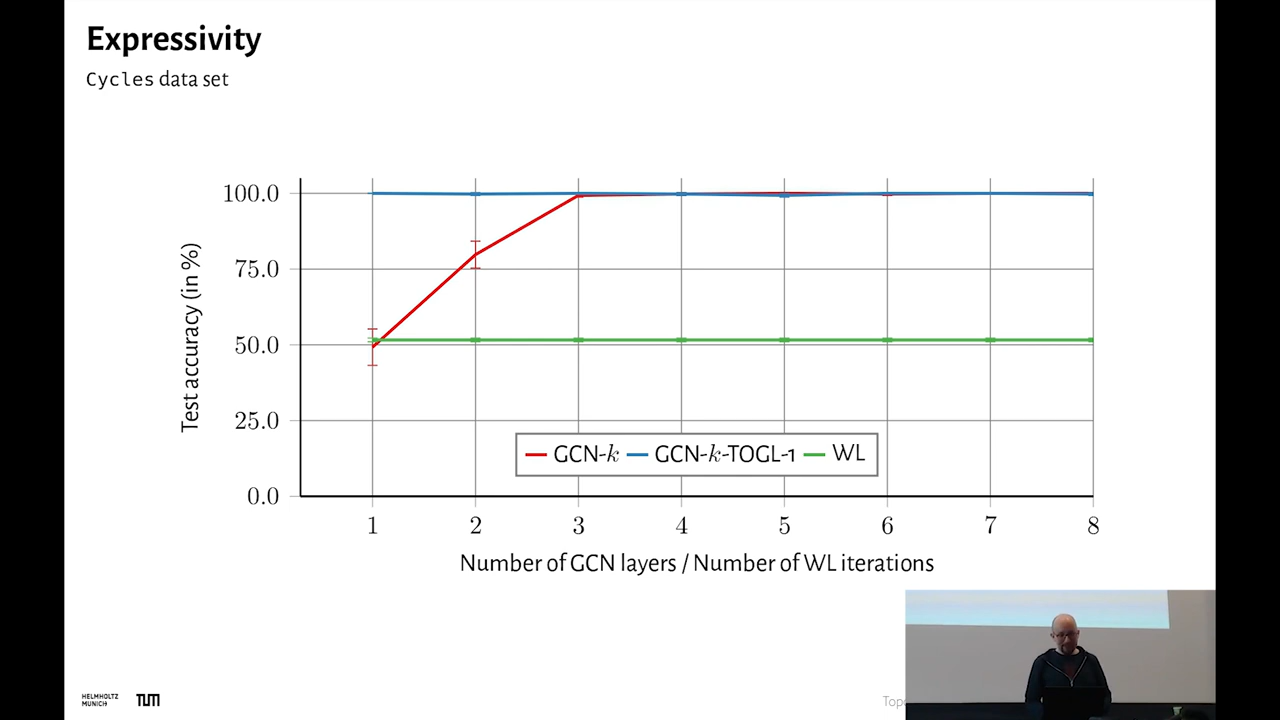 Expressivity
Cycles data set
Test accuracy (in %)
100.0
75.0
50.0
25.0
0.0
GCN-k GCN-k-TOGL-1 WL
1 2 3 4 5 6 7 8
Number of GCN layers / Number of WL iterations
HELMHOLTZ
MUNICH
TUM